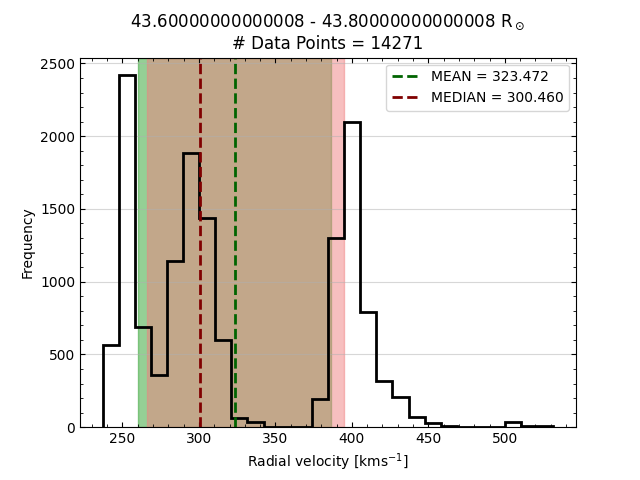 43.60000000000008 - 43.80000000000008 R⊙
# Data Points = 14271
MEAN = 323.472
MEDIAN = 300.460
Frequency
2500
2000
1500
1000
500
0
250 300 350 400 450 500
Radial velocity [kms⁻¹]